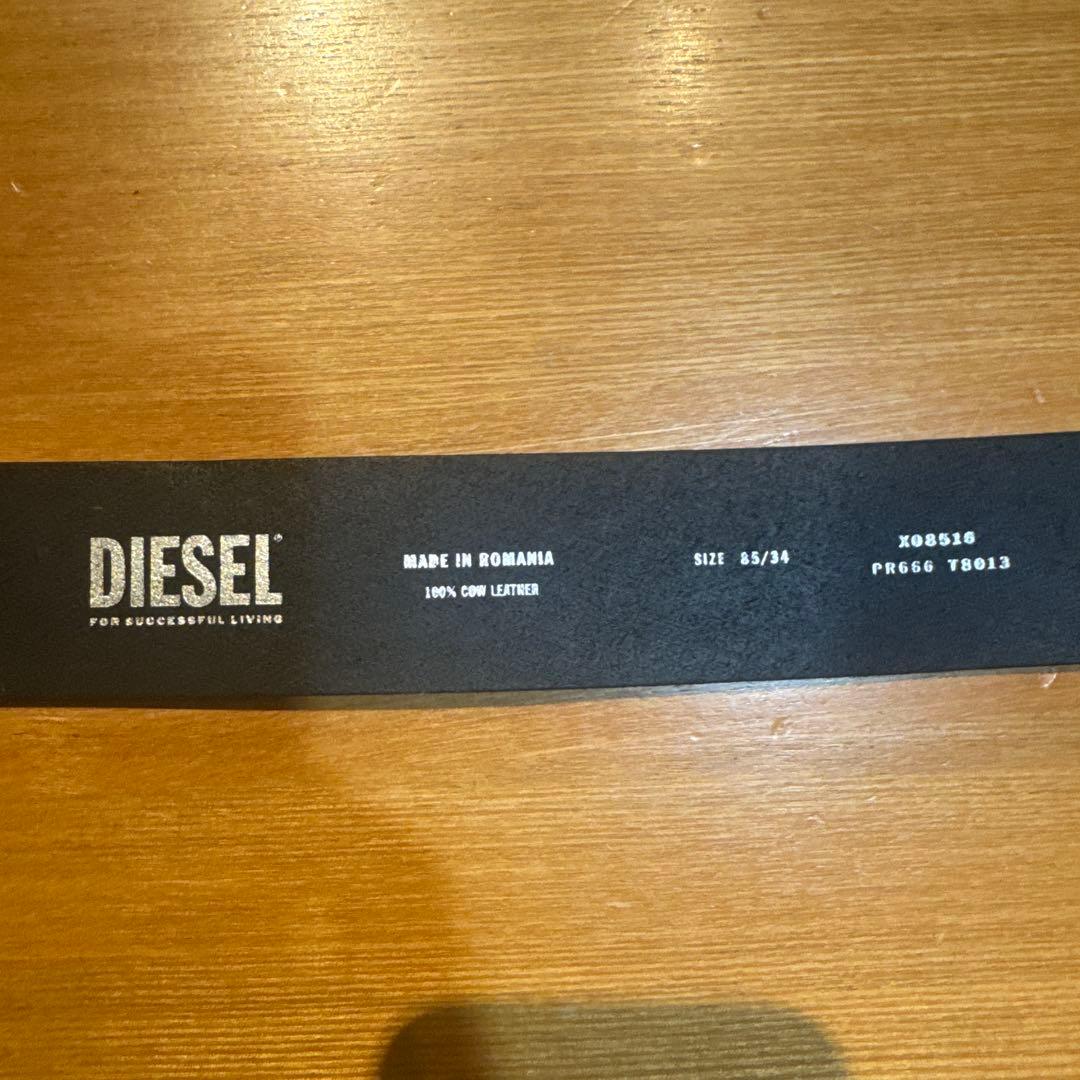 DIESEL
FOR SUCCESSFUL LIVING
MADE IN ROMANIA
100% COW LEATHER
SIZE 85/34
X08516
PR666 T8013